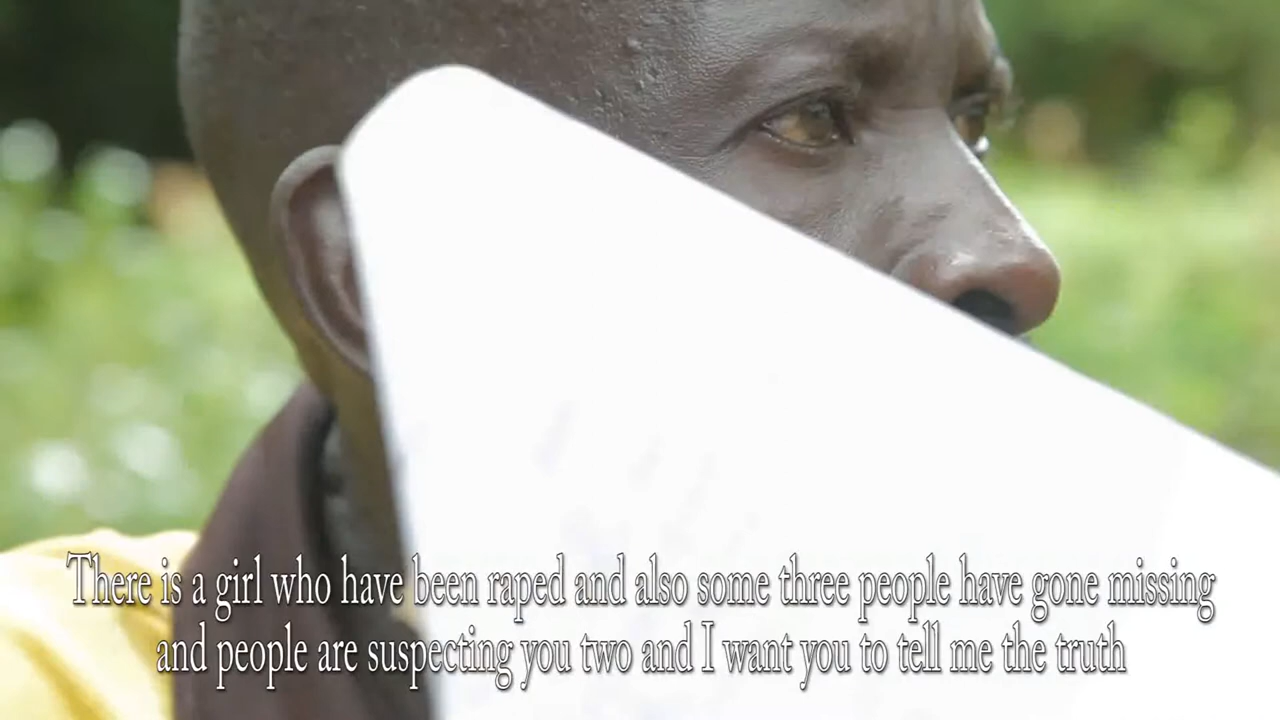 There is a girl who have been raped and also some three people have gone missing
and people are suspecting you two and I want you to tell me the truth